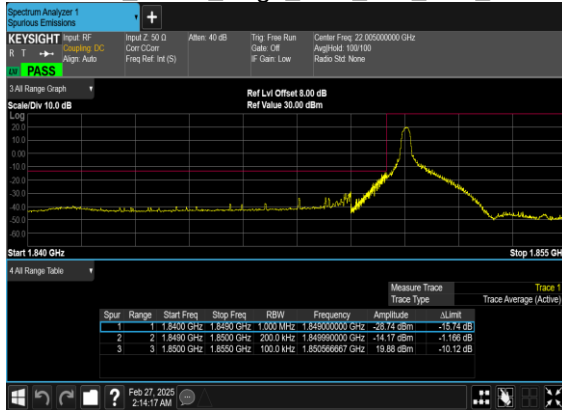 Spectrum Analyzer 1
Spurious Emissions
+
KEYSIGHT Input: RF Input Z: 50 Ω Atten: 40 dB Trig: Free Run Center Freq: 22.005000000 GHz
R T Coupling: DC Corr CCorr Gate: Off Avg|Hold: 100/100
Align: Auto Freq Ref: Int (S) IF Gain: Low Radio Std: None
PASS
3 All Range Graph
Ref Lvl Offset 8.00 dB
Scale/Div 10.0 dB Ref Value 30.00 dBm
Log
20.0
10.0
0.00
-10.0
-20.0
-30.0
-40.0
-50.0
-60.0
Start 1.840 GHz Stop 1.855 GH
4 All Range Table
Measure Trace Trace 1
Trace Type Trace Average (Active)
Spur Range Start Freq Stop Freq RBW Frequency Amplitude ΔLimit
1 1 1.8400 GHz 1.8490 GHz 1.000 MHz 1.849000000 GHz -28.74 dBm -15.74 dB
2 2 1.8490 GHz 1.8500 GHz 200.0 kHz 1.849990000 GHz -14.17 dBm -1.166 dB
3 3 1.8500 GHz 1.8550 GHz 100.0 kHz 1.850566667 GHz 19.88 dBm -10.12 dB
? Feb 27, 2025
2:14:17 AM